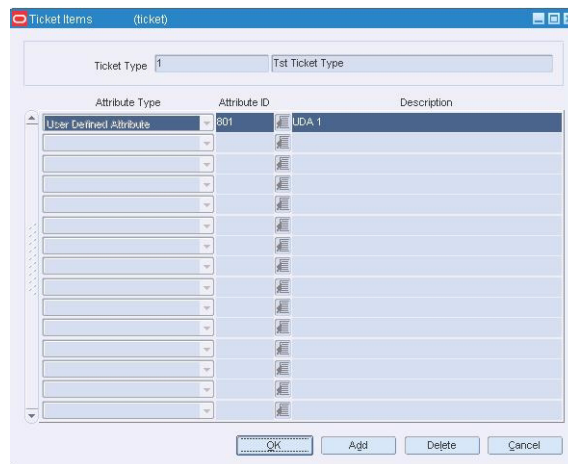 Ticket Items (ticket)
Ticket Type 1 Tst Ticket Type
Attribute Type Attribute ID Description
User Defined Attribute 801 UDA 1
OK Add Delete Cancel